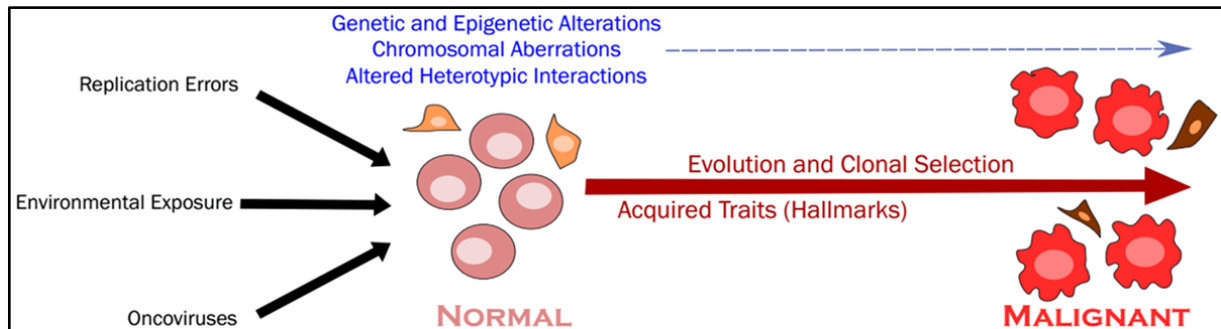 Genetic and Epigenetic Alterations
Chromosomal Aberrations
Altered Heterotypic Interactions
Replication Errors
Environmental Exposure
Oncoviruses
Evolution and Clonal Selection
Acquired Traits (Hallmarks)
NORMAL
MALIGNANT